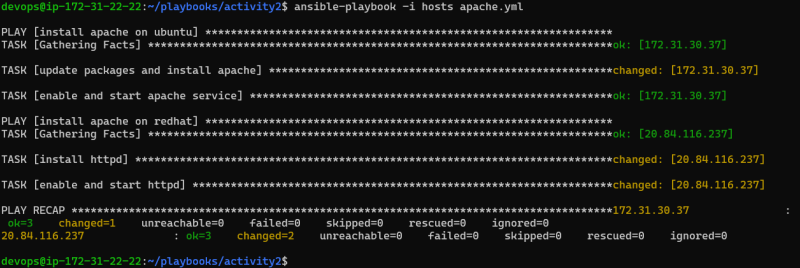 devops@ip-172-31-22-22:~/playbooks/activity2$ ansible-playbook -i hosts apache.yml
PLAY [install apache on ubuntu] **************************************************************
TASK [Gathering Facts] **********************************************************************ok: [172.31.30.37]
TASK [update packages and install apache] ****************************************************changed: [172.31.30.37]
TASK [enable and start apache service] *******************************************************ok: [172.31.30.37]
PLAY [install apache on redhat] **************************************************************
TASK [Gathering Facts] **********************************************************************ok: [20.84.116.237]
TASK [install httpd] ************************************************************************changed: [20.84.116.237]
TASK [enable and start httpd] ***************************************************************changed: [20.84.116.237]
PLAY RECAP **********************************************************************************172.31.30.37 :
ok=3 changed=1 unreachable=0 failed=0 skipped=0 rescued=0 ignored=0
20.84.116.237 : ok=3 changed=2 unreachable=0 failed=0 skipped=0 rescued=0 ignored=0
devops@ip-172-31-22-22:~/playbooks/activity2$